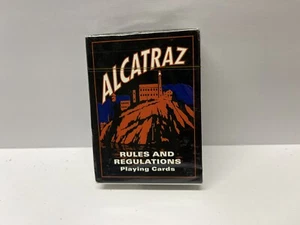 ALCATRAZ
RULES AND
REGULATIONS
Playing Cards